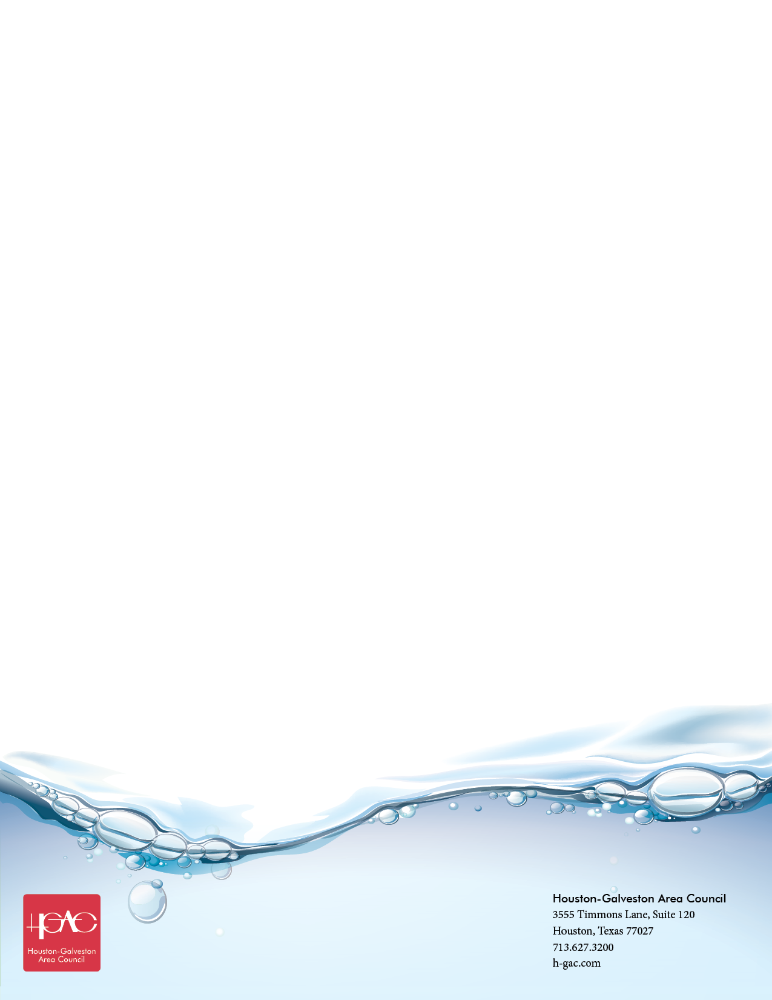 HGAC
Houston-Galveston
Area Council
Houston-Galveston Area Council
3555 Timmons Lane, Suite 120
Houston, Texas 77027
713.627.3200
h-gac.com